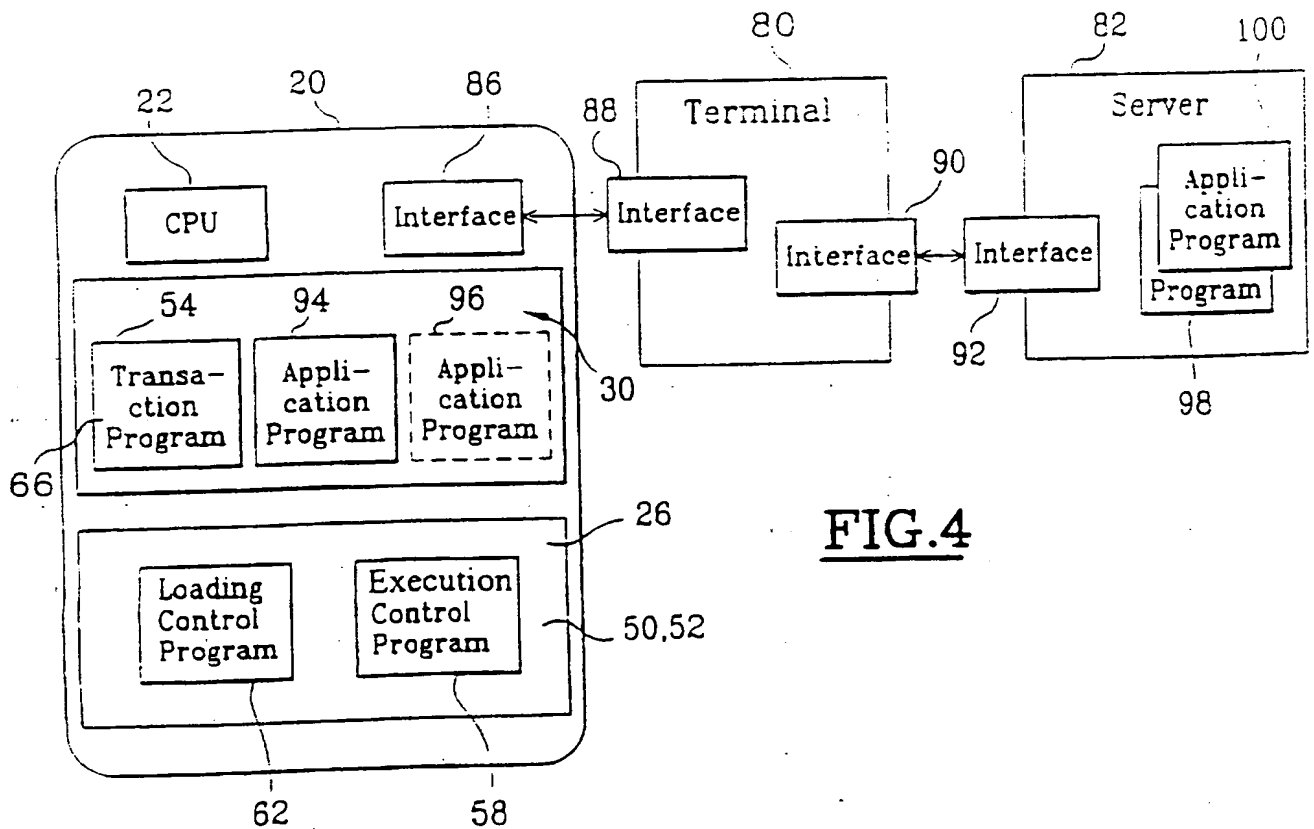 80
82
100
22
20
86
88
Terminal
Server
90
CPU
Interface
Interface
Interface
Interface
Appli-
cation
Program
Program
92
98
54
94
96
30
Transa-
ction
Program
Appli-
cation
Program
Appli-
cation
Program
66
26
Loading
Control
Program
Execution
Control
Program
50,52
62
58
FIG.4